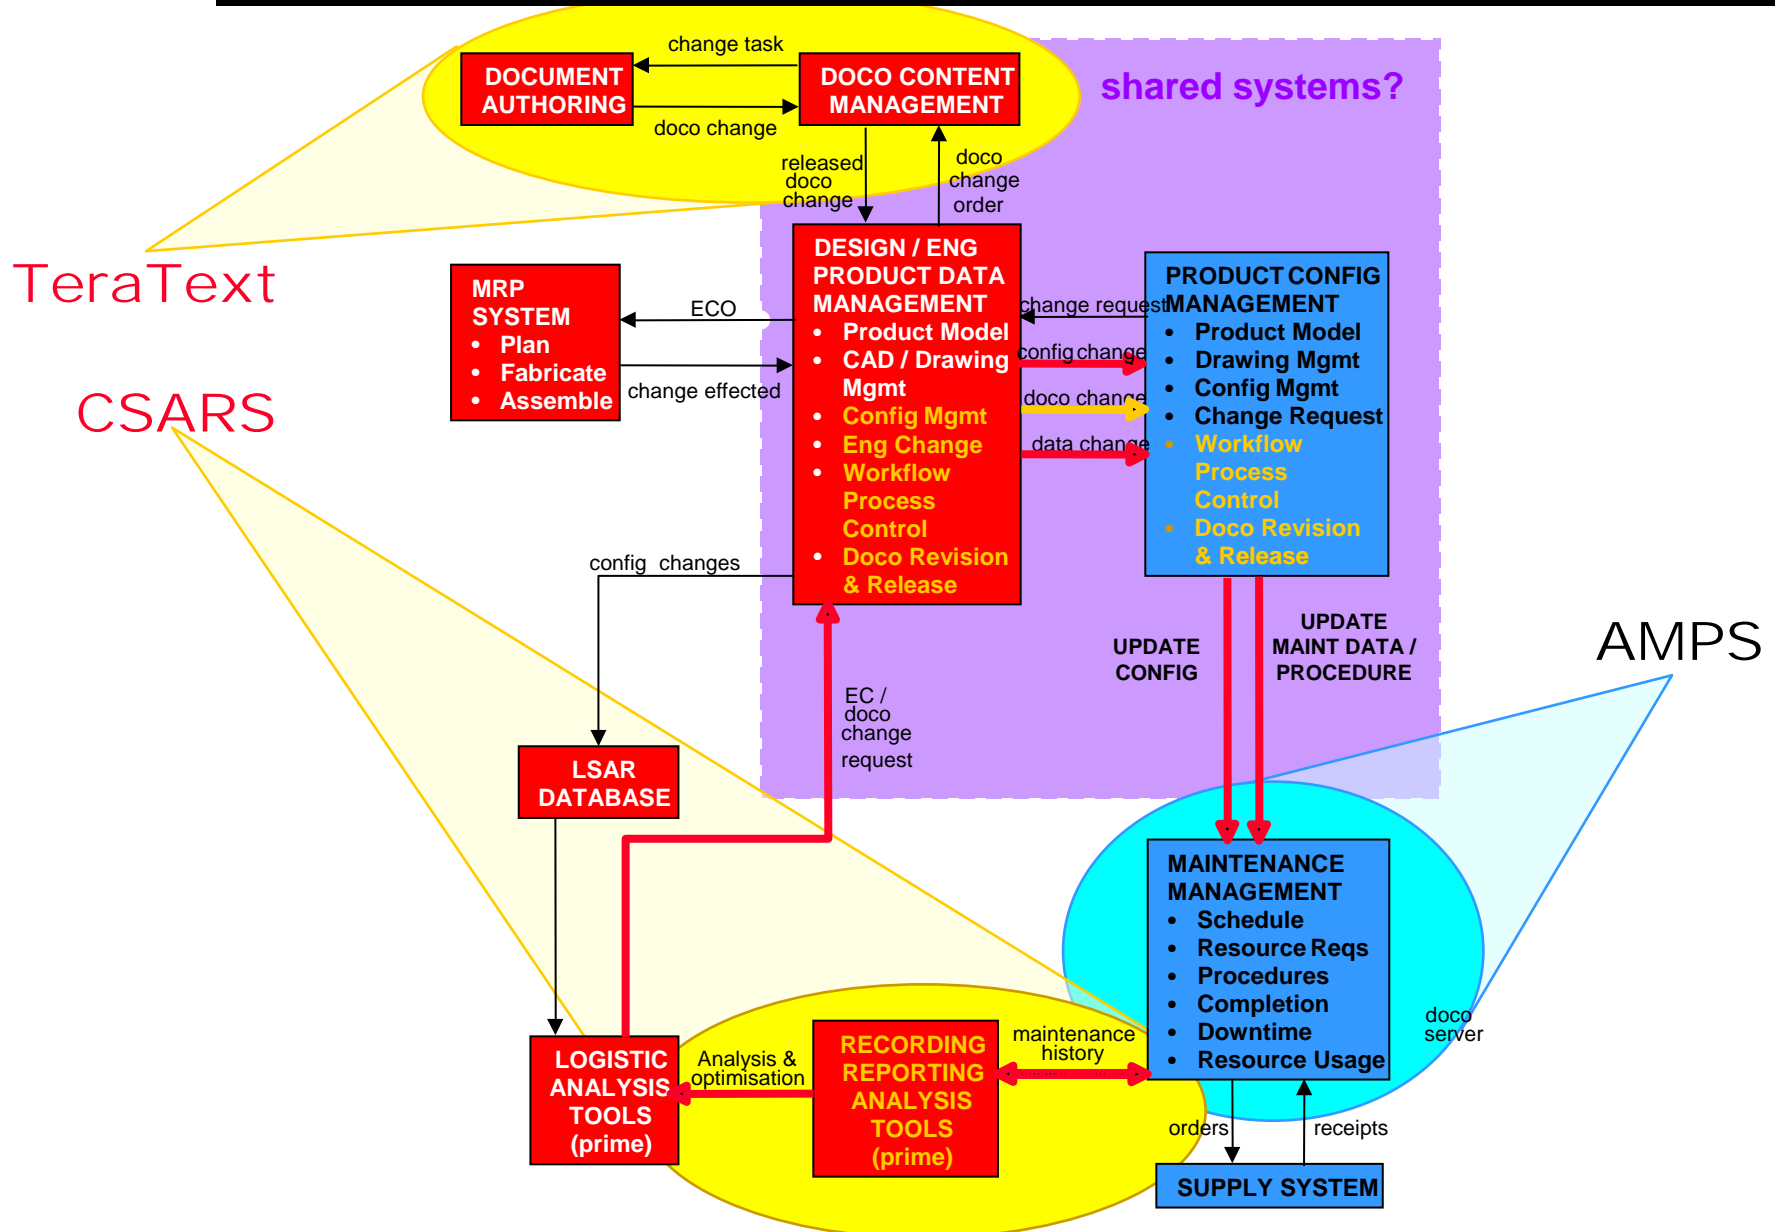 change task
DOCUMENT
AUTHORING
DOCO CONTENT
MANAGEMENT
shared systems?
doco change
released
doco
change
doco
change
order
TeraText
MRP
SYSTEM
• Plan
• Fabricate
• Assemble
ECO
change effected
DESIGN / ENG
PRODUCT DATA
MANAGEMENT
• Product Model
• CAD / Drawing
Mgmt
• Config Mgmt
• Eng Change
• Workflow
Process
Control
• Doco Revision
& Release
change request
config change
doco change
data change
PRODUCT CONFIG
MANAGEMENT
• Product Model
• Drawing Mgmt
• Config Mgmt
• Change Request
• Workflow
Process
Control
• Doco Revision
& Release
CSARS
config changes
UPDATE
CONFIG
UPDATE
MAINT DATA /
PROCEDURE
AMPS
EC /
doco
change
request
LSAR
DATABASE
MAINTENANCE
MANAGEMENT
• Schedule
• Resource Reqs
• Procedures
• Completion
• Downtime
• Resource Usage
doco
server
LOGISTIC
ANALYSIS
TOOLS
(prime)
Analysis &
optimisation
RECORDING
REPORTING
ANALYSIS
TOOLS
(prime)
maintenance
history
orders
receipts
SUPPLY SYSTEM